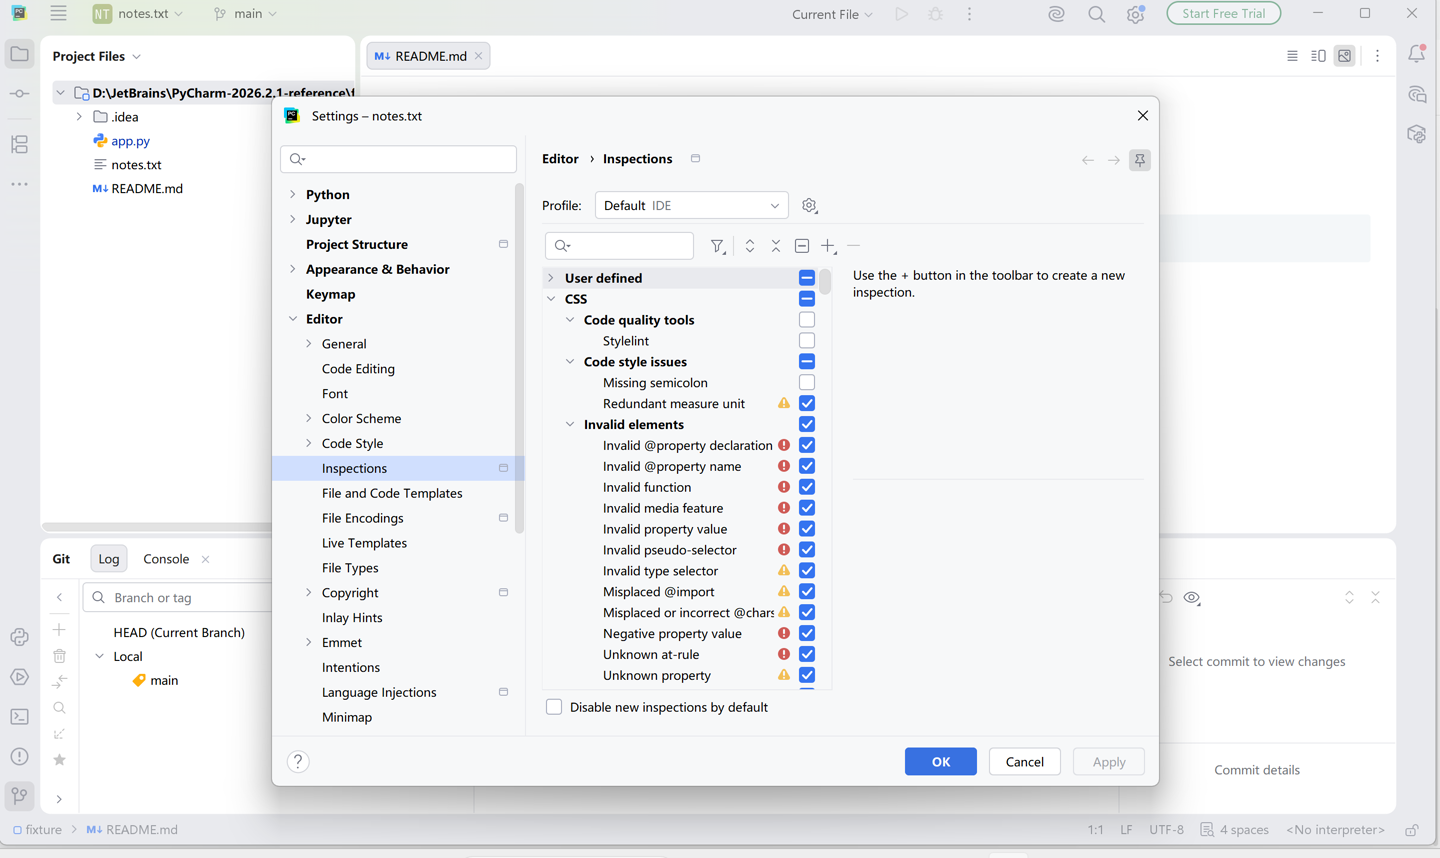 NT notes.txt
main
Current File
Start Free Trial
Project Files
README.md
D:\JetBrains\PyCharm-2026.2.1-reference\f
.idea
app.py
notes.txt
README.md
Settings – notes.txt
Python
Jupyter
Project Structure
Appearance & Behavior
Keymap
Editor
General
Code Editing
Font
Color Scheme
Code Style
Inspections
File and Code Templates
File Encodings
Live Templates
File Types
Copyright
Inlay Hints
Emmet
Intentions
Language Injections
Minimap
Editor › Inspections
Profile: Default IDE
User defined
CSS
Code quality tools
Stylelint
Code style issues
Missing semicolon
Redundant measure unit
Invalid elements
Invalid @property declaration
Invalid @property name
Invalid function
Invalid media feature
Invalid property value
Invalid pseudo-selector
Invalid type selector
Misplaced @import
Misplaced or incorrect @chars
Negative property value
Unknown at-rule
Unknown property
Use the + button in the toolbar to create a new
inspection.
Disable new inspections by default
? OK Cancel Apply
Git Log Console
Branch or tag
HEAD (Current Branch)
Local
main
Select commit to view changes
Commit details
fixture > README.md
1:1 LF UTF-8 4 spaces <No interpreter>